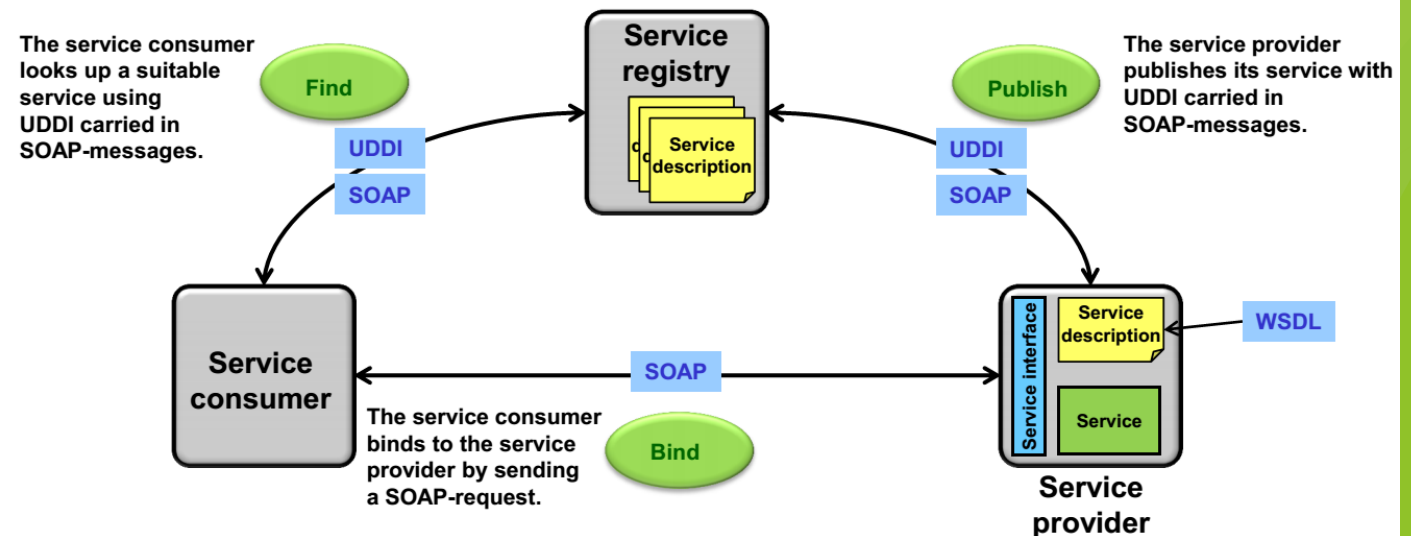 The service consumer
looks up a suitable
service using
UDDI carried in
SOAP-messages.
Find
UDDI
SOAP
Service
registry
d
d
Service
description
Publish
The service provider
publishes its service with
UDDI carried in
SOAP-messages.
UDDI
SOAP
Service
consumer
SOAP
The service consumer
binds to the service
provider by sending
a SOAP-request.
Bind
Service interface
Service
description
Service
WSDL
Service
provider